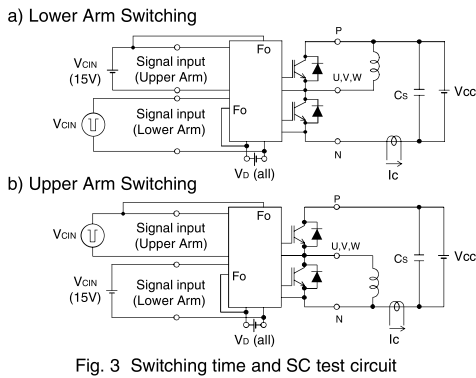 a) Lower Arm Switching
P
Fo
VCIN
(15V)
Signal input
(Upper Arm)
U,V,W
CS
VCC
Signal input
(Lower Arm)
Fo
VCIN
N
VD (all)
Ic
b) Upper Arm Switching
P
Fo
VCIN
Signal input
(Upper Arm)
U,V,W
CS
Vcc
VCIN
(15V)
Signal input
(Lower Arm)
Fo
N
VD (all)
Ic
Fig. 3 Switching time and SC test circuit